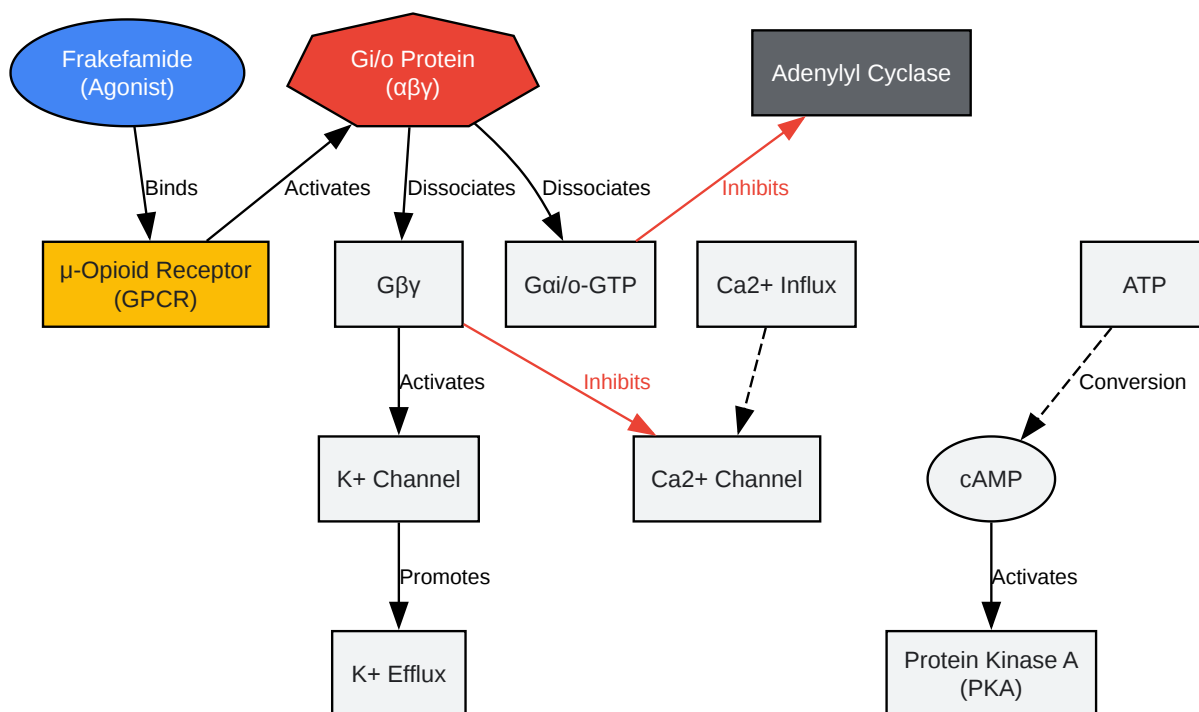 Frakefamide
(Agonist)
Gi/o Protein
(αβγ)
Adenylyl Cyclase
Binds
Activates
Dissociates
Dissociates
Inhibits
μ-Opioid Receptor
(GPCR)
Gβγ
Gαi/o-GTP
Ca2+ Influx
ATP
Activates
Inhibits
Conversion
K+ Channel
Ca2+ Channel
cAMP
Promotes
Activates
K+ Efflux
Protein Kinase A
(PKA)